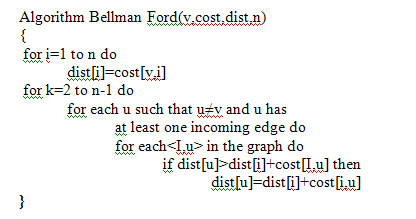 Algorithm Bellman Ford(v,cost,dist,n)
{
for i=1 to n do
dist[i]=cost[v,i]
for k=2 to n-1 do
for each u such that u≠v and u has
at least one incoming edge do
for each<I,u> in the graph do
if dist[u]>dist[i]+cost[I,u] then
dist[u]=dist[i]+cost[i,u]
}